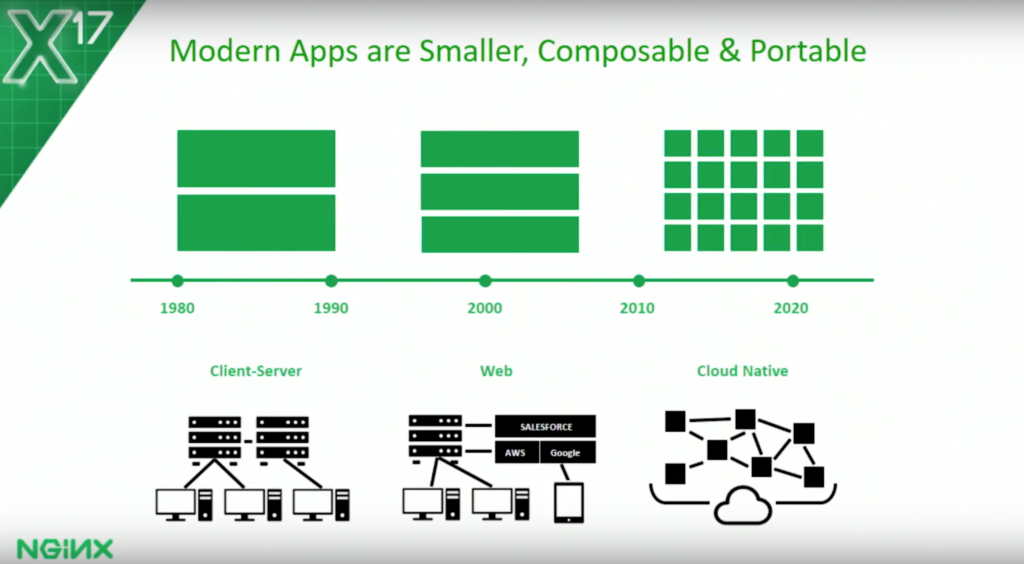 X17
Modern Apps are Smaller, Composable & Portable
1980
1990
2000
2010
2020
Client-Server
Web
Cloud Native
SALESFORCE
AWS
Google
NGINX